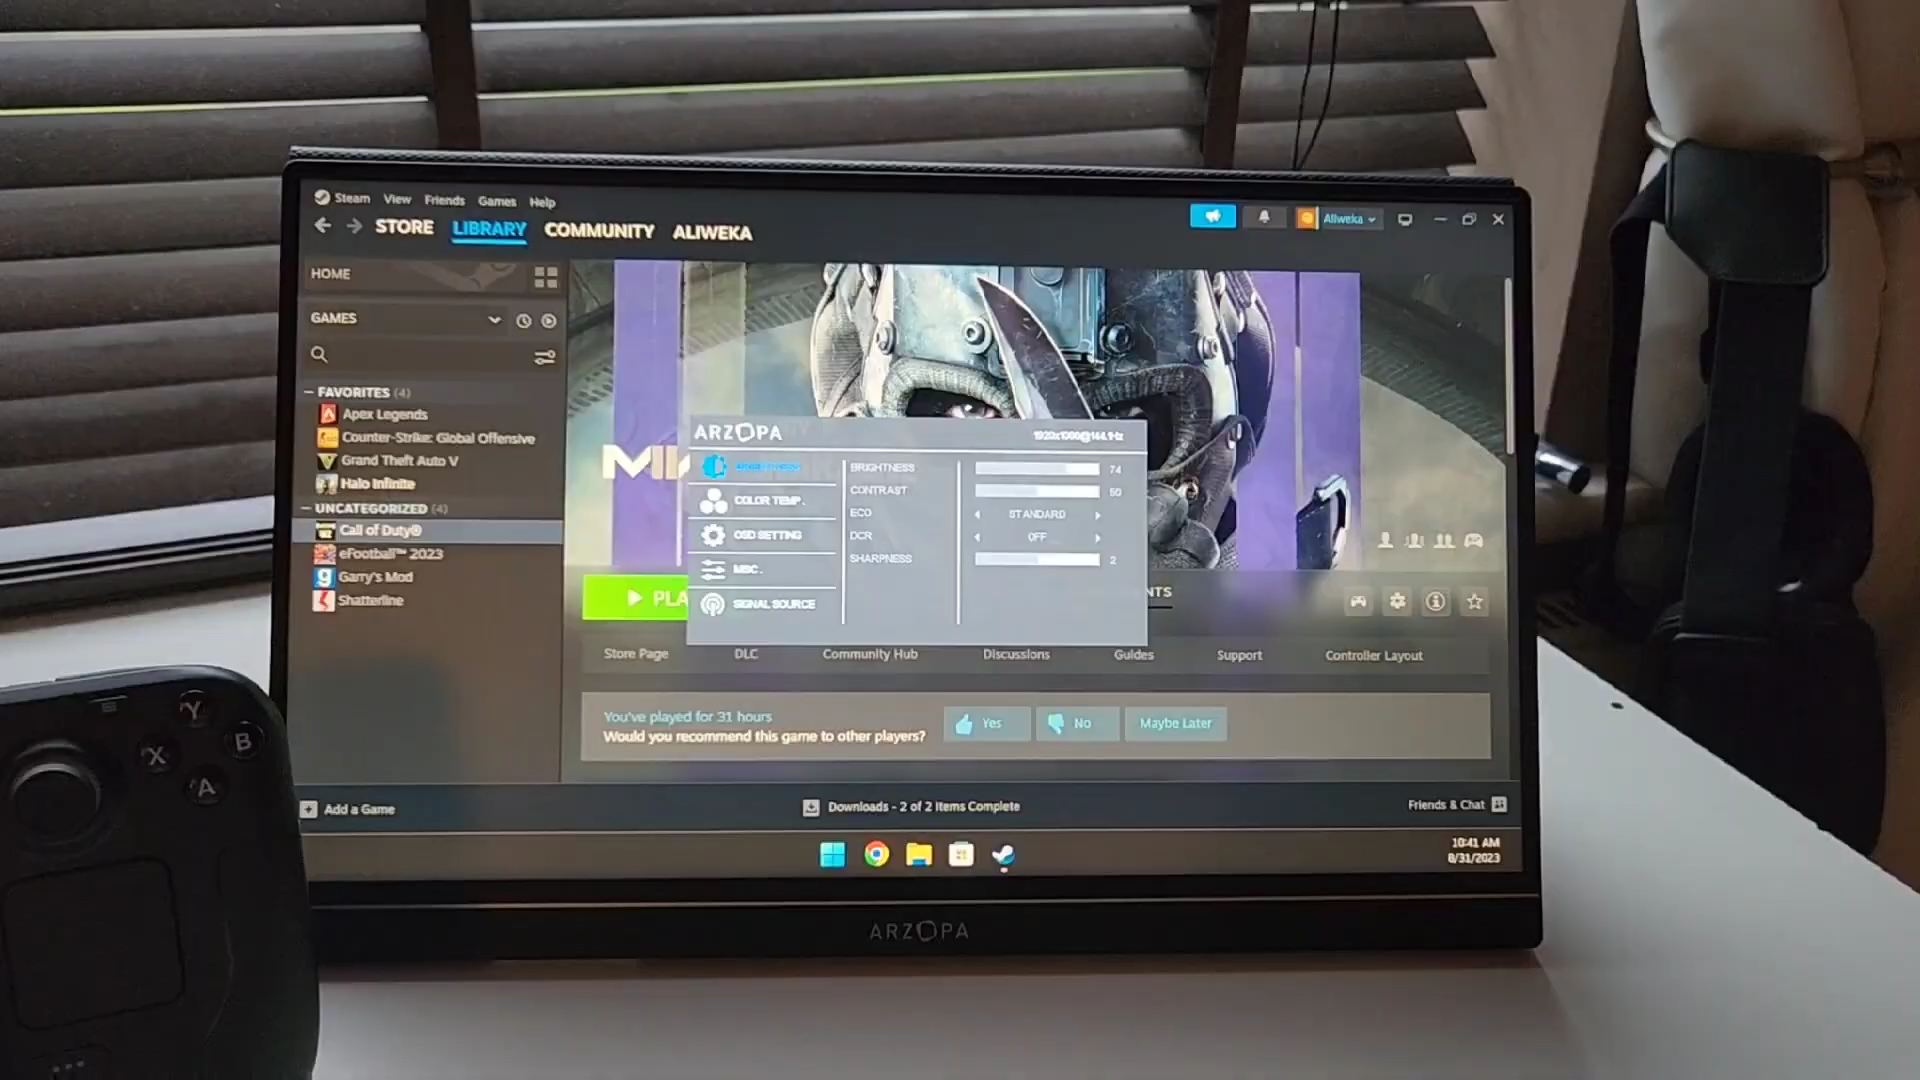 Steam View Friends Games Help
STORE LIBRARY COMMUNITY ALIWEKA
Aliweka
HOME
GAMES
FAVORITES (4)
Apex Legends
Counter-Strike: Global Offensive
Grand Theft Auto V
Halo Infinite
UNCATEGORIZED (4)
Call of Duty®
eFootball™ 2023
Garry's Mod
Shatterline
ARZOPA
1920x1080@144.1Hz
BRIGHTNESS 74
COLOR TEMP.
CONTRAST 50
ECO STANDARD
OSD SETTING
DCR OFF
SHARPNESS 2
MISC.
SIGNAL SOURCE
PLA
NTS
Store Page DLC Community Hub Discussions Guides Support Controller Layout
You've played for 31 hours
Would you recommend this game to other players?
Yes No Maybe Later
Add a Game
Downloads - 2 of 2 Items Complete
Friends & Chat
10:41 AM
8/31/2023
ARZOPA
Y
X B
A